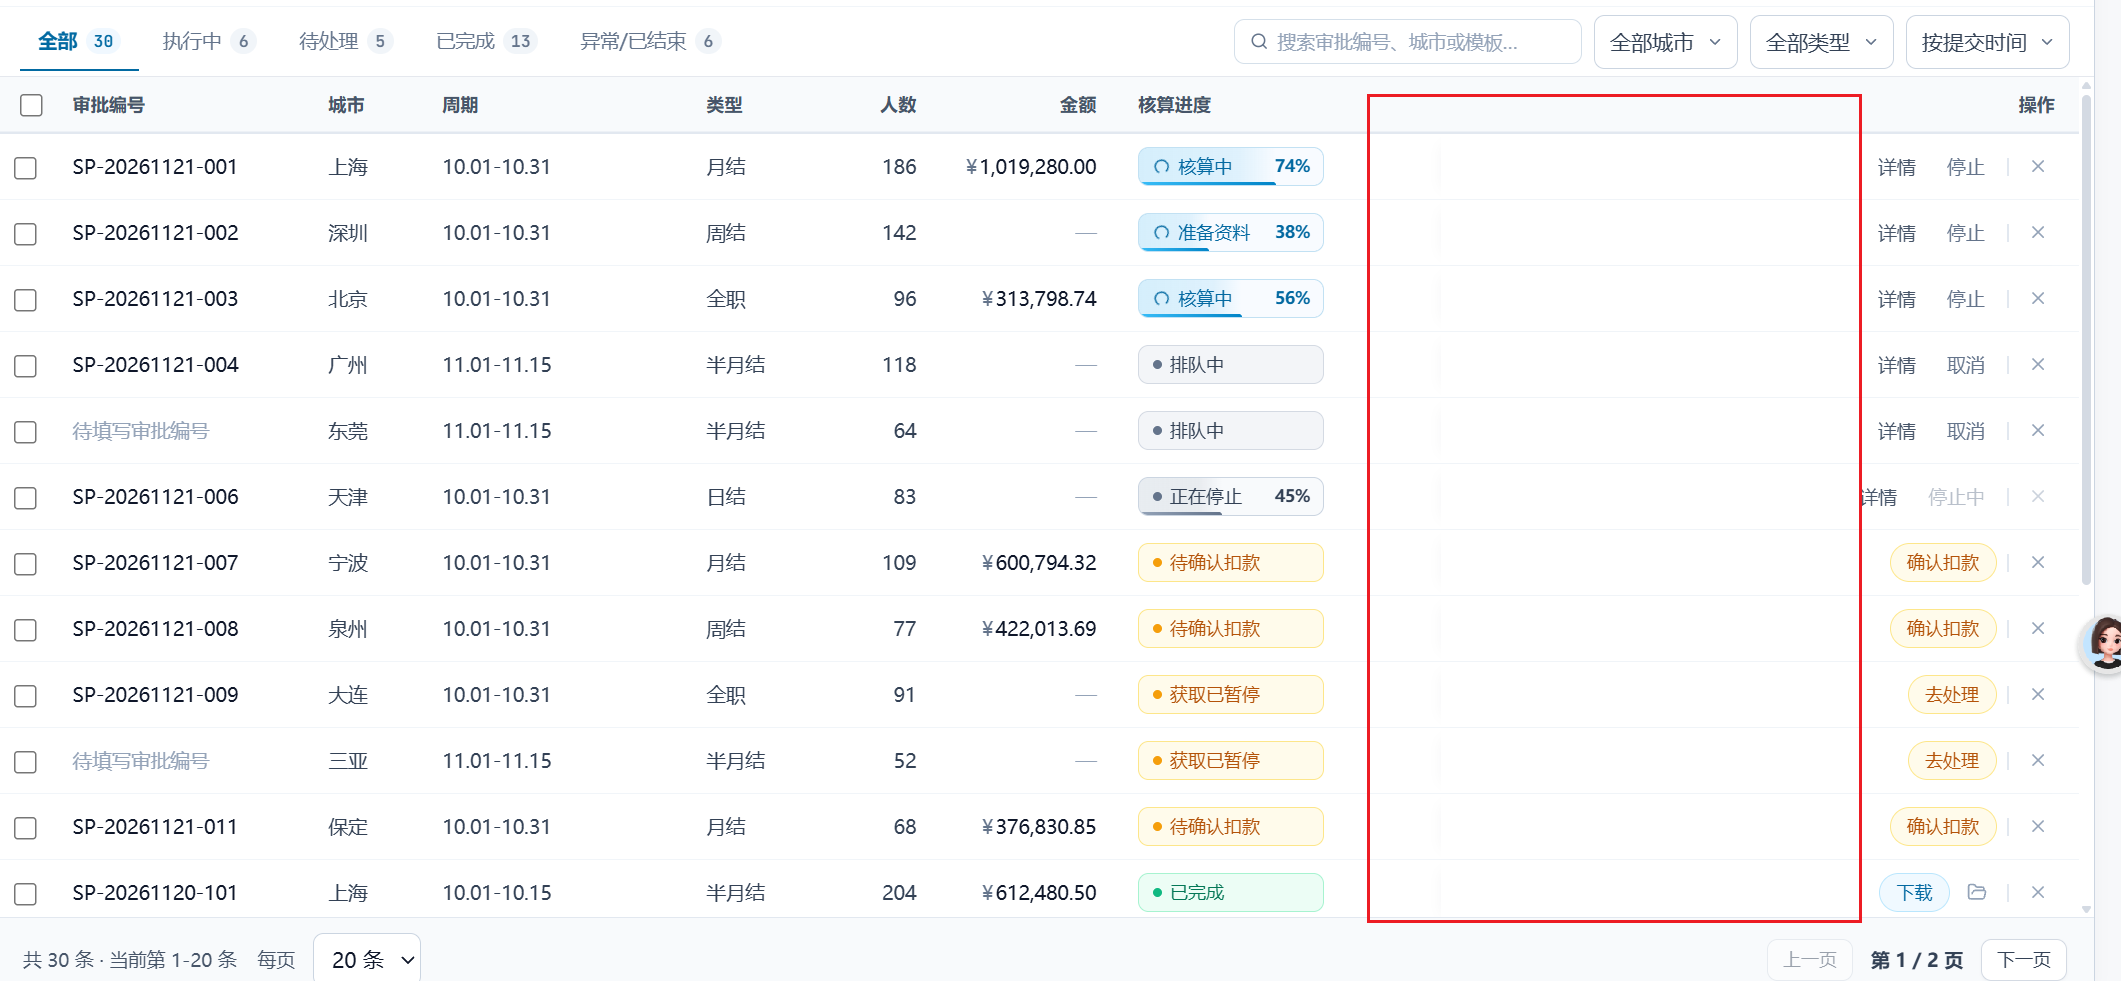 全部 30 执行中 6 待处理 5 已完成 13 异常/已结束 6 搜索审批编号、城市或模板... 全部城市 全部类型 按提交时间
审批编号 城市 周期 类型 人数 金额 核算进度 操作
SP-20261121-001 上海 10.01-10.31 月结 186 ¥1,019,280.00 核算中 74% 详情 停止
SP-20261121-002 深圳 10.01-10.31 周结 142 — 准备资料 38% 详情 停止
SP-20261121-003 北京 10.01-10.31 全职 96 ¥313,798.74 核算中 56% 详情 停止
SP-20261121-004 广州 11.01-11.15 半月结 118 — 排队中 详情 取消
待填写审批编号 东莞 11.01-11.15 半月结 64 — 排队中 详情 取消
SP-20261121-006 天津 10.01-10.31 日结 83 — 正在停止 45% 详情 停止中
SP-20261121-007 宁波 10.01-10.31 月结 109 ¥600,794.32 待确认扣款 确认扣款
SP-20261121-008 泉州 10.01-10.31 周结 77 ¥422,013.69 待确认扣款 确认扣款
SP-20261121-009 大连 10.01-10.31 全职 91 — 获取已暂停 去处理
待填写审批编号 三亚 11.01-11.15 半月结 52 — 获取已暂停 去处理
SP-20261121-011 保定 10.01-10.31 月结 68 ¥376,830.85 待确认扣款 确认扣款
SP-20261120-101 上海 10.01-10.15 半月结 204 ¥612,480.50 已完成 下载
共 30 条 · 当前第 1-20 条 每页 20 条 上一页 第 1 / 2 页 下一页